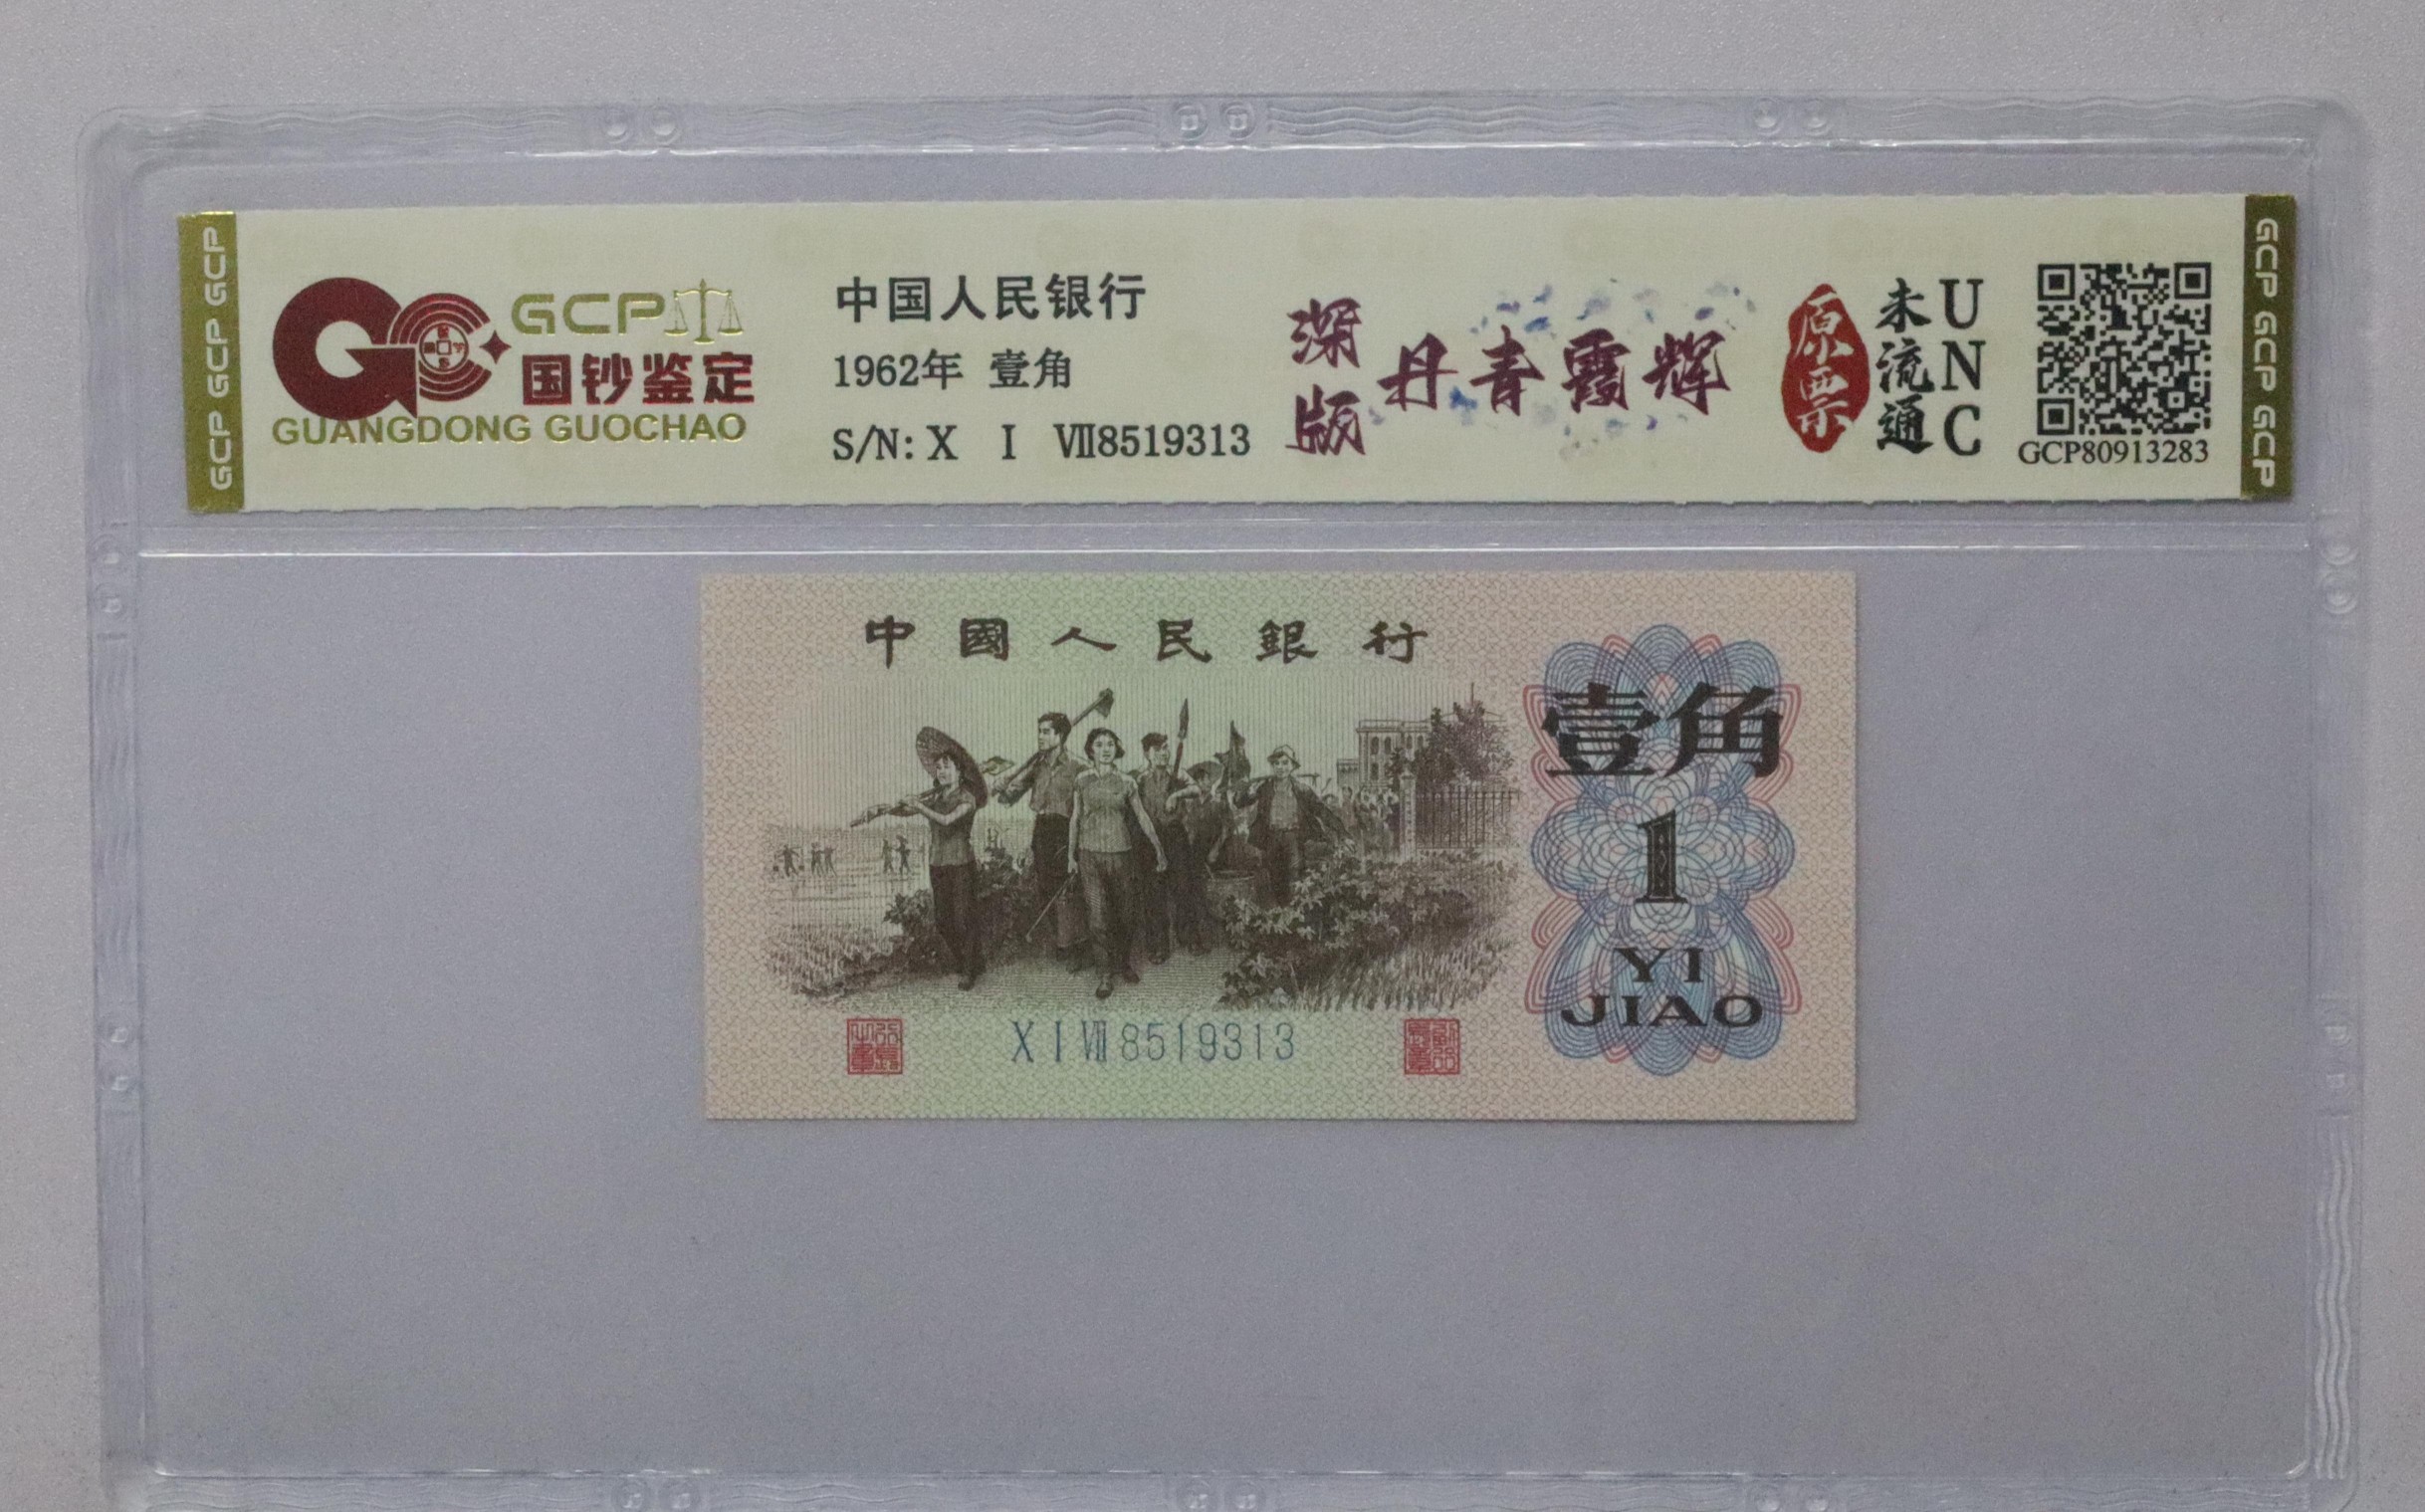 GCP GCP GCP
GCP
国钞鉴定
GUANGDONG GUOCHAO
中国人民银行
1962年 壹角
S/N: X I Ⅶ8519313
深版
丹青霞辉
原票
未流通
UNC
GCP80913283
GCP GCP GCP
中國人民銀行
壹角
1
YI
JIAO
X I Ⅶ 8519313